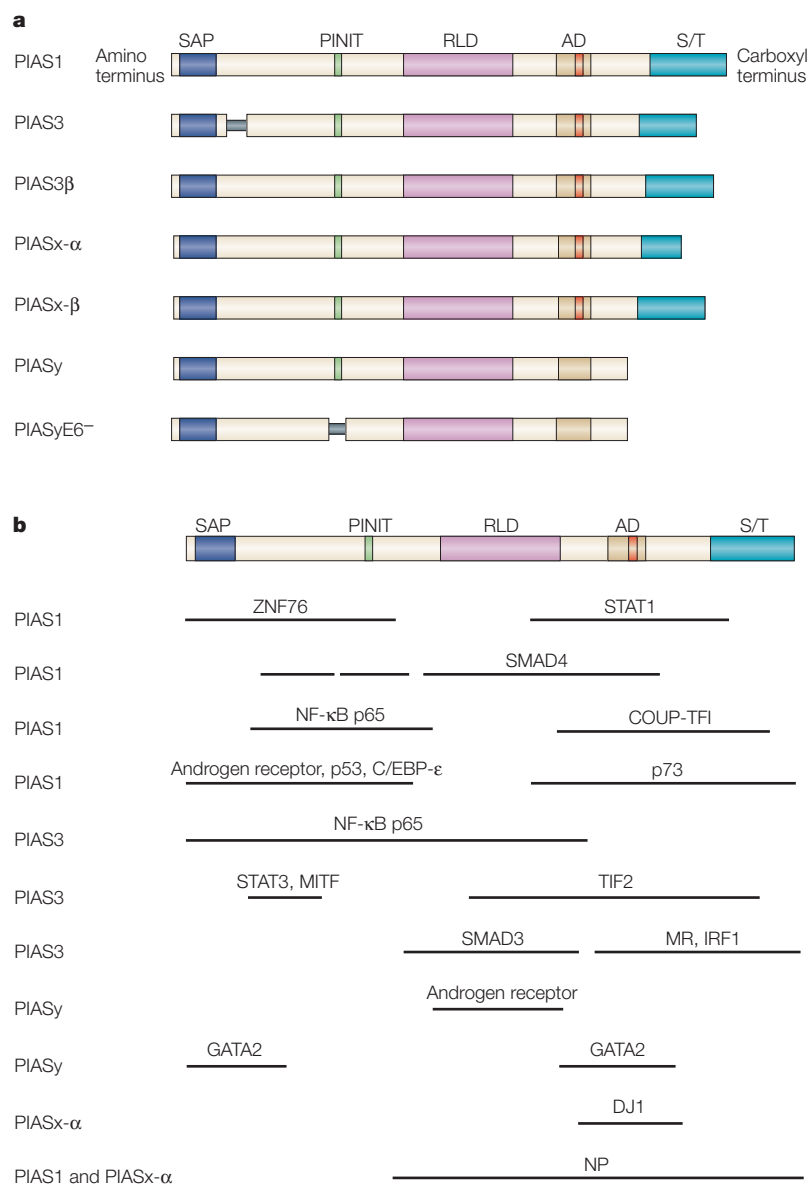 a
SAP PINIT RLD AD S/T
PIAS1 Amino terminus Carboxyl terminus
PIAS3
PIAS3β
PIASx-α
PIASx-β
PIASy
PIASyE6–
b
SAP PINIT RLD AD S/T
ZNF76 STAT1
PIAS1
SMAD4
PIAS1
NF-κB p65 COUP-TFI
PIAS1
Androgen receptor, p53, C/EBP-ε p73
PIAS1
NF-κB p65
PIAS3
STAT3, MITF TIF2
PIAS3
SMAD3 MR, IRF1
PIAS3
Androgen receptor
PIASy
GATA2 GATA2
PIASy
DJ1
PIASx-α
NP
PIAS1 and PIASx-α